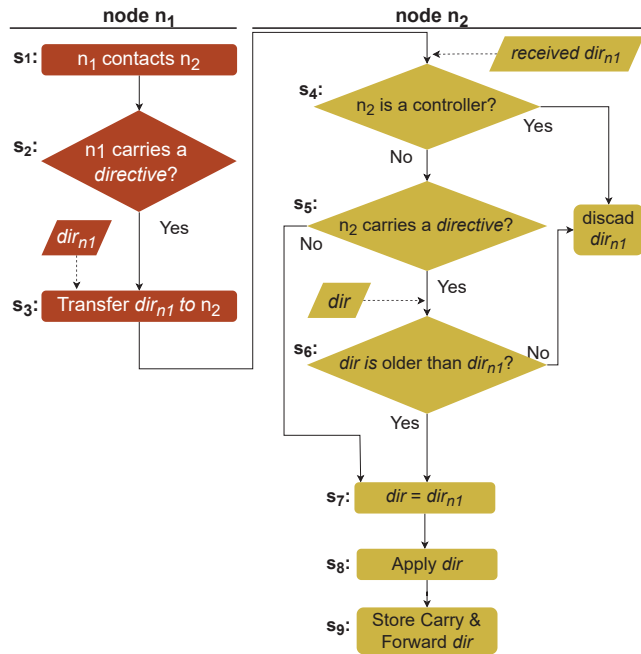 node n1
node n2
s1:
n1 contacts n2
s2:
n1 carries a
directive?
Yes
dirn1
s3:
Transfer dirn1 to n2
received dirn1
s4:
n2 is a controller?
Yes
No
s5:
n2 carries a directive?
No
Yes
discad
dirn1
dir
s6:
dir is older than dirn1?
No
Yes
s7:
dir = dirn1
s8:
Apply dir
s9:
Store Carry &
Forward dir